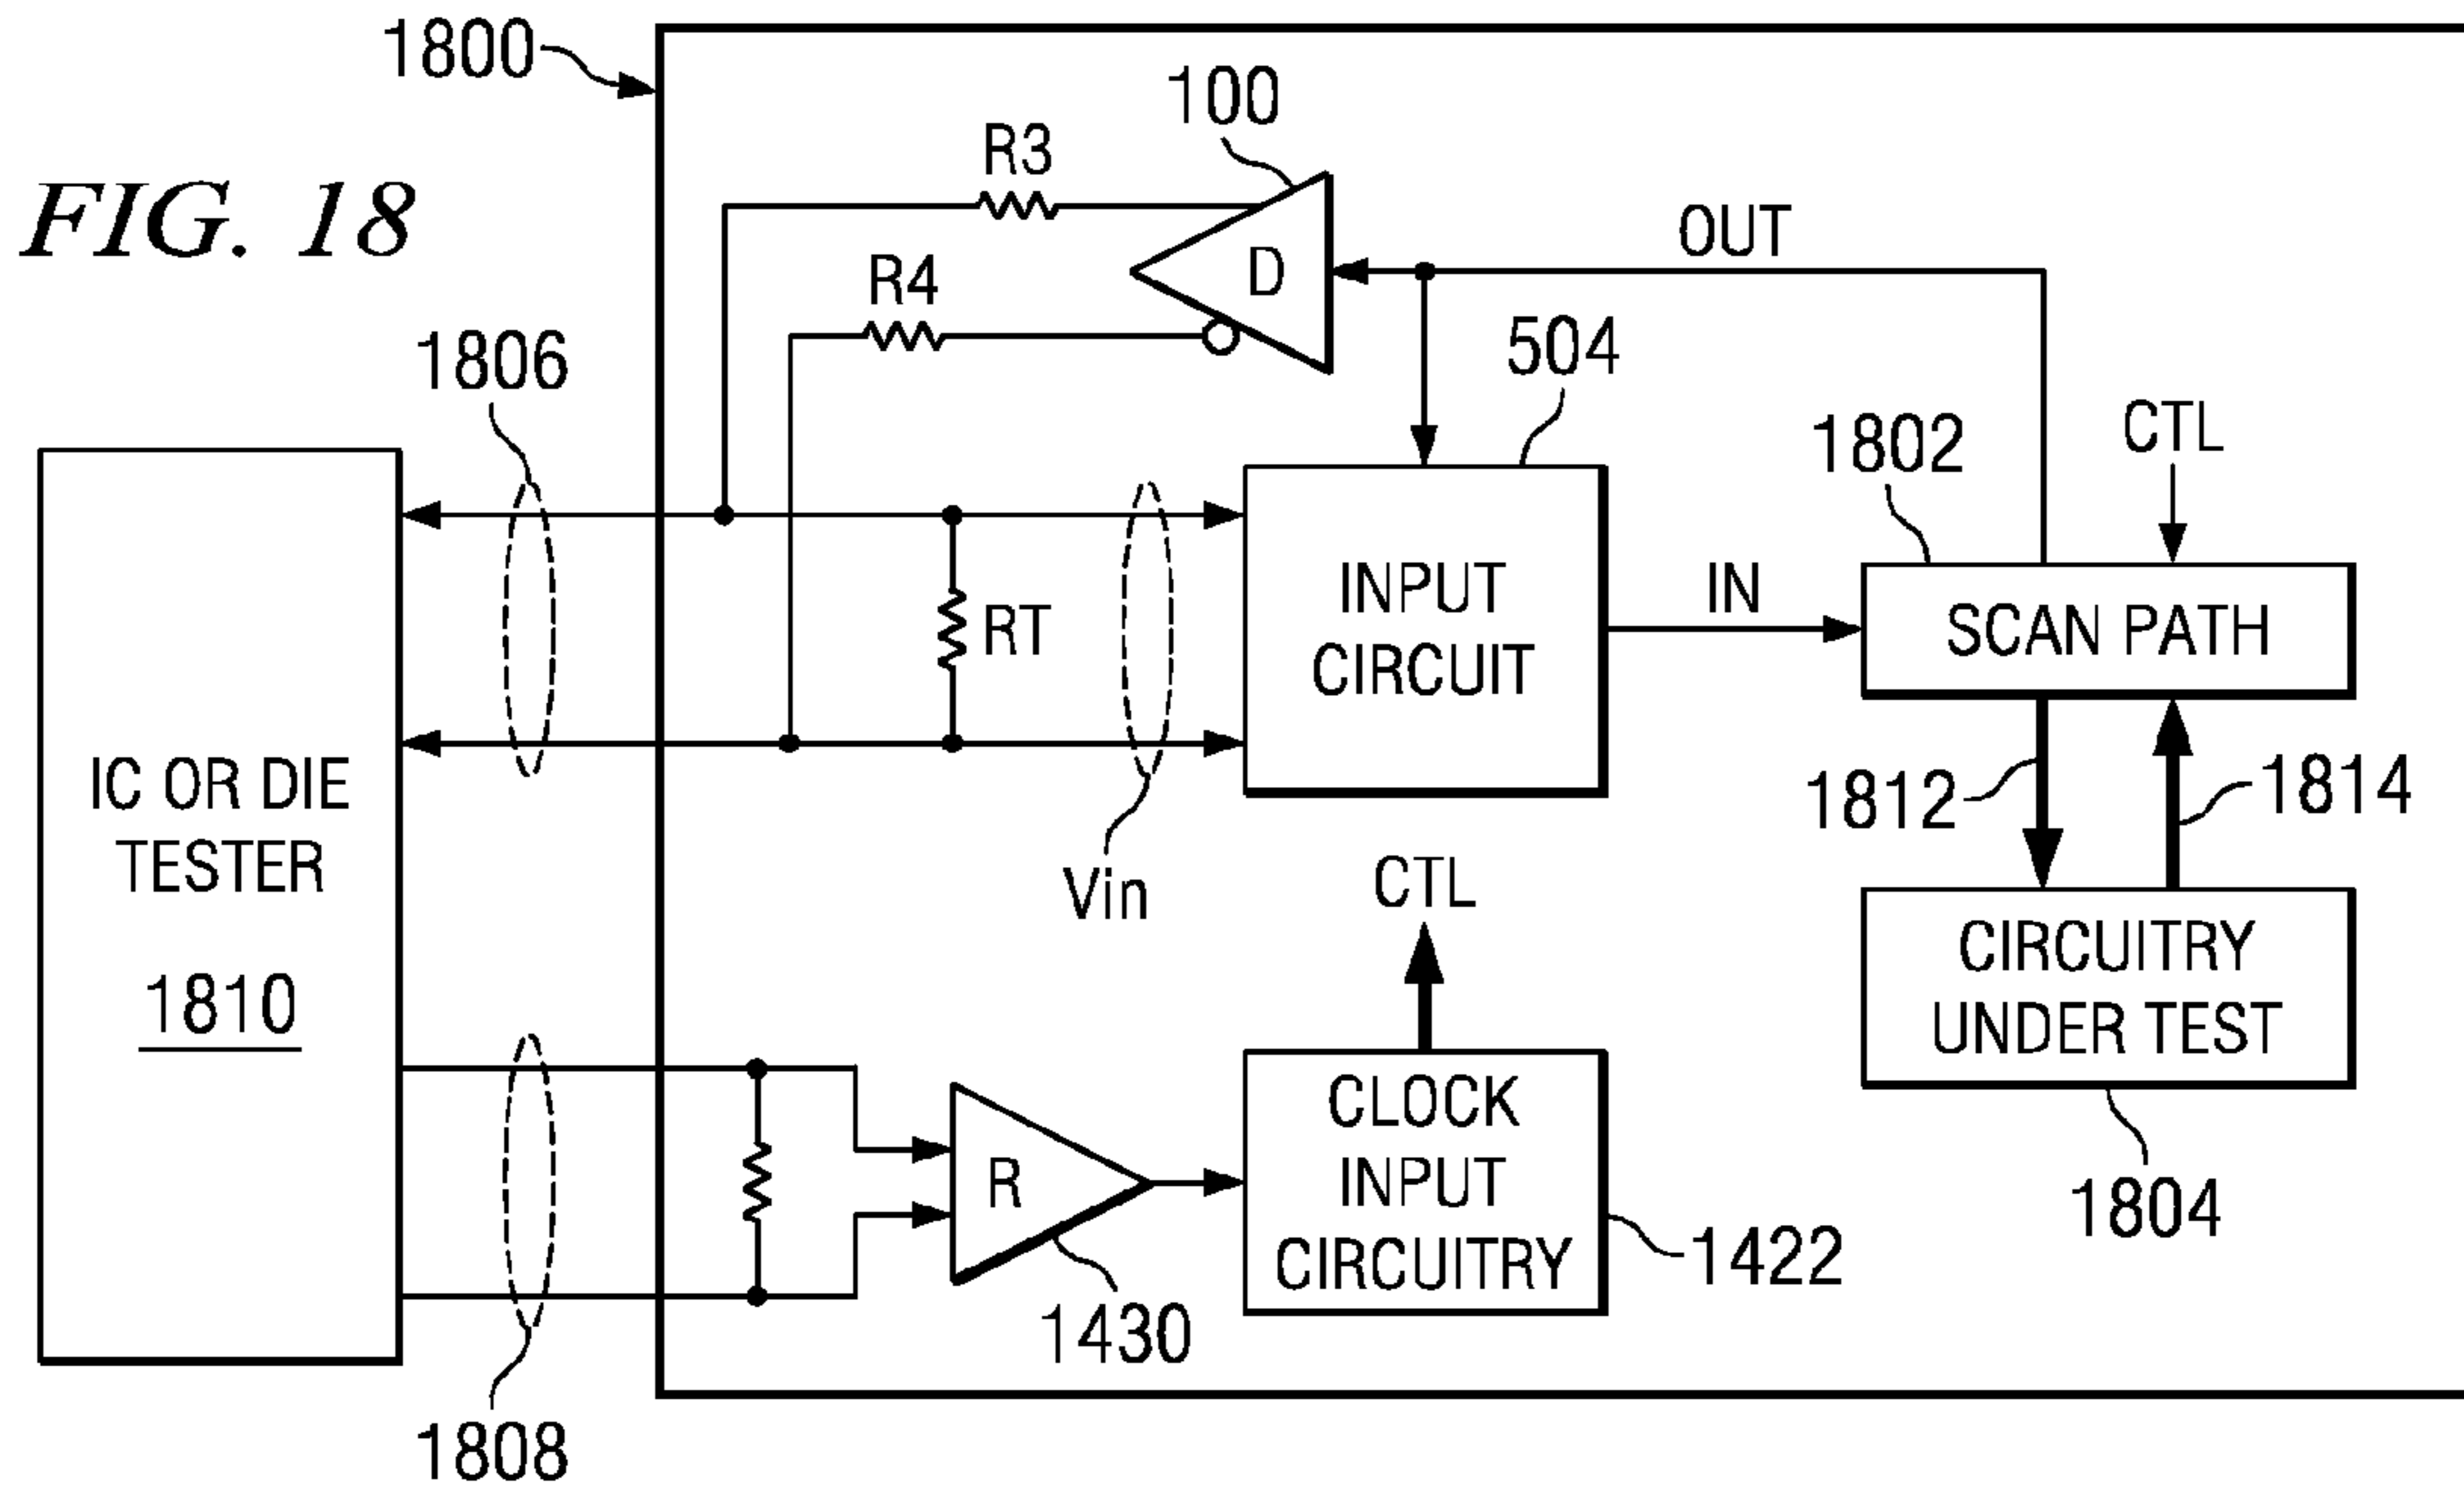 FIG. 18
1800
100
R3
D
OUT
R4
1806
504
1802
CTL
INPUT
CIRCUIT
RT
IN
SCAN PATH
IC OR DIE
TESTER
1810
Vin
1812
1814
CTL
CIRCUITRY
UNDER TEST
1804
R
CLOCK
INPUT
CIRCUITRY
1422
1430
1808